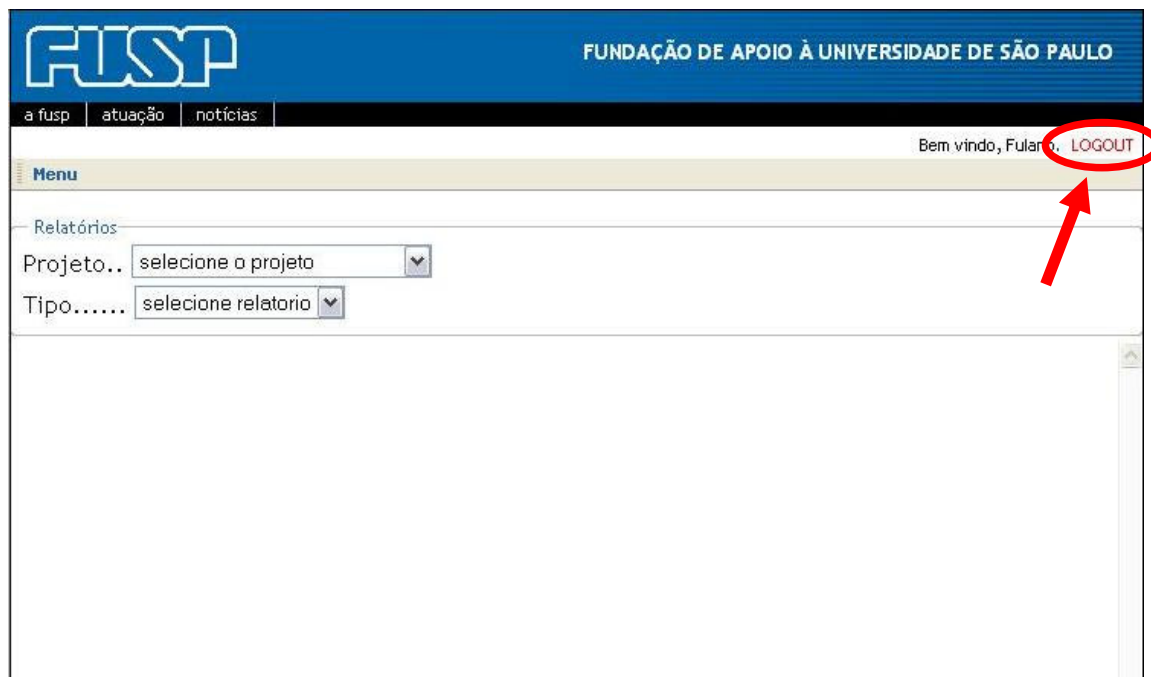 FUSP
FUNDAÇÃO DE APOIO À UNIVERSIDADE DE SÃO PAULO
a fusp atuação notícias
Bem vindo, Fulano. LOGOUT
Menu
Relatórios
Projeto.. selecione o projeto
Tipo...... selecione relatorio